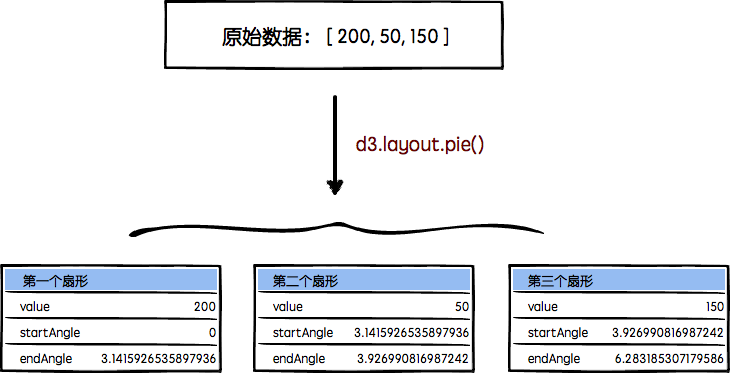 原始数据：[ 200, 50, 150 ]
d3.layout.pie()
第一个扇形
value 200
startAngle 0
endAngle 3.1415926535897936
第二个扇形
value 50
startAngle 3.1415926535897936
endAngle 3.926990816987242
第三个扇形
value 150
startAngle 3.926990816987242
endAngle 6.283185307179586